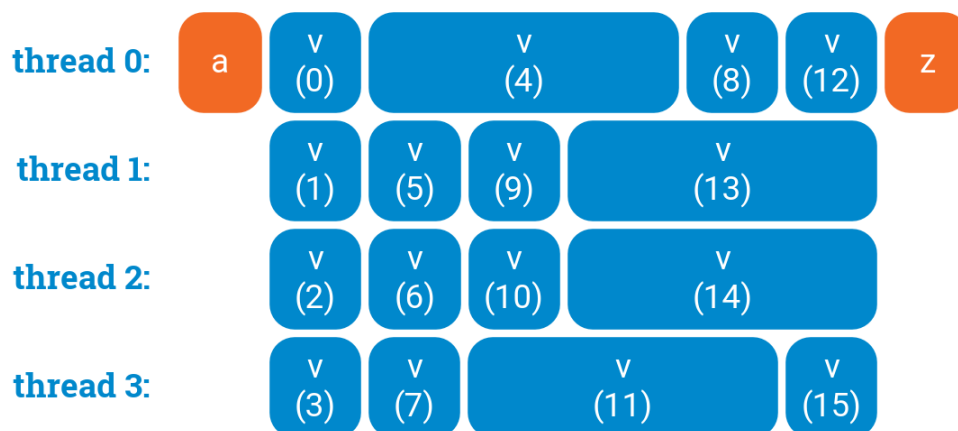 thread 0: a v (0) v (4) v (8) v (12) z
thread 1: v (1) v (5) v (9) v (13)
thread 2: v (2) v (6) v (10) v (14)
thread 3: v (3) v (7) v (11) v (15)